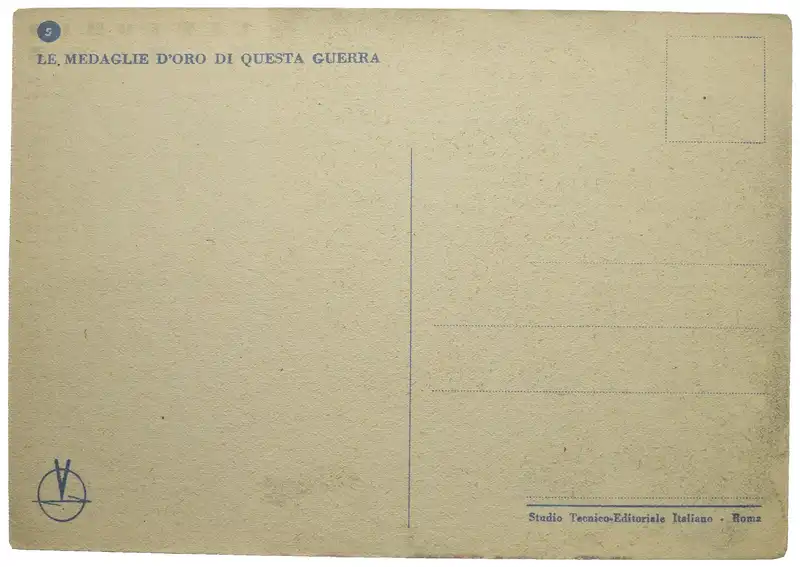 5
LE MEDAGLIE D'ORO DI QUESTA GUERRA
Studio Tecnico-Editoriale Italiano - Roma